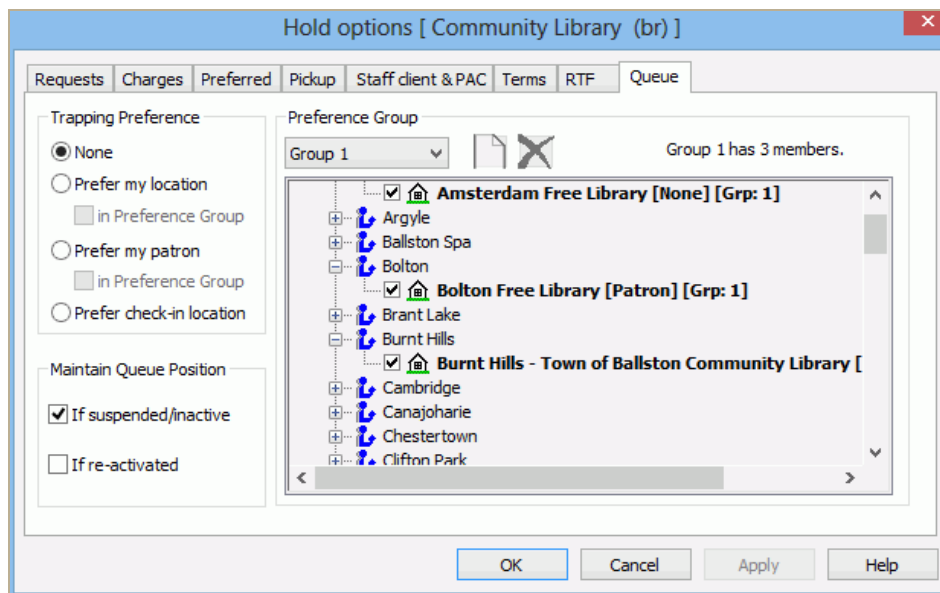 Hold options [ Community Library (br) ]
Requests Charges Preferred Pickup Staff client & PAC Terms RTF Queue
Trapping Preference
None
Prefer my location
in Preference Group
Prefer my patron
in Preference Group
Prefer check-in location
Maintain Queue Position
If suspended/inactive
If re-activated
Preference Group
Group 1
Group 1 has 3 members.
Amsterdam Free Library [None] [Grp: 1]
Argyle
Ballston Spa
Bolton
Bolton Free Library [Patron] [Grp: 1]
Brant Lake
Burnt Hills
Burnt Hills - Town of Ballston Community Library [
Cambridge
Canajoharie
Chestertown
Clifton Park
OK Cancel Apply Help